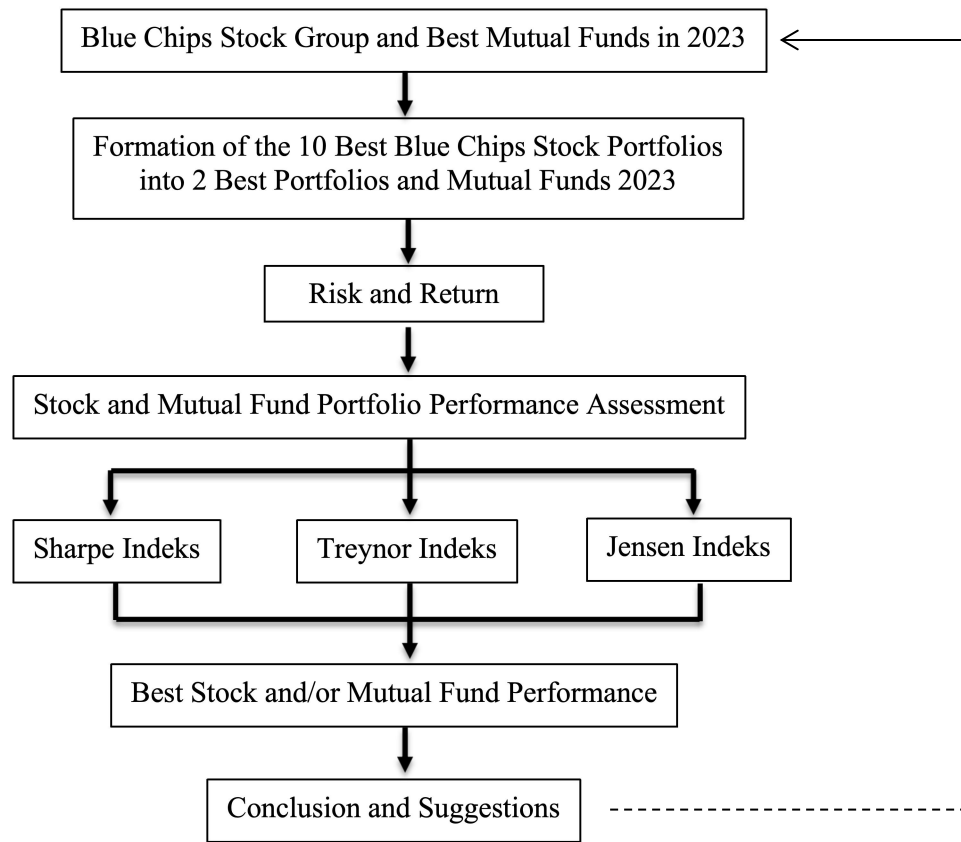 Blue Chips Stock Group and Best Mutual Funds in 2023
Formation of the 10 Best Blue Chips Stock Portfolios
into 2 Best Portfolios and Mutual Funds 2023
Risk and Return
Stock and Mutual Fund Portfolio Performance Assessment
Sharpe Indeks
Treynor Indeks
Jensen Indeks
Best Stock and/or Mutual Fund Performance
Conclusion and Suggestions